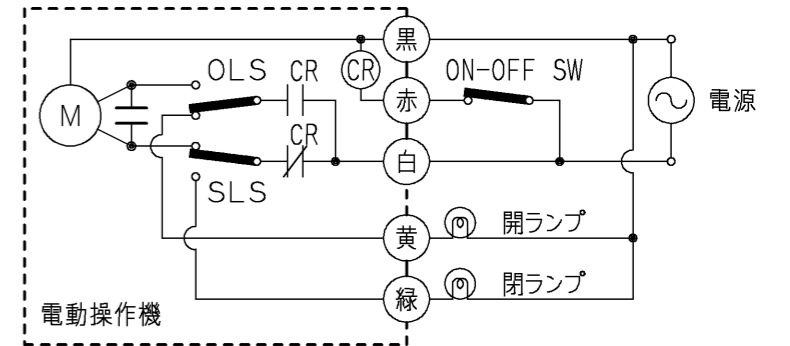 黒
OLS CR CR 赤 ON-OFF SW
M 電源
CR
白
SLS
黄 開ランプ
緑 閉ランプ
電動操作機